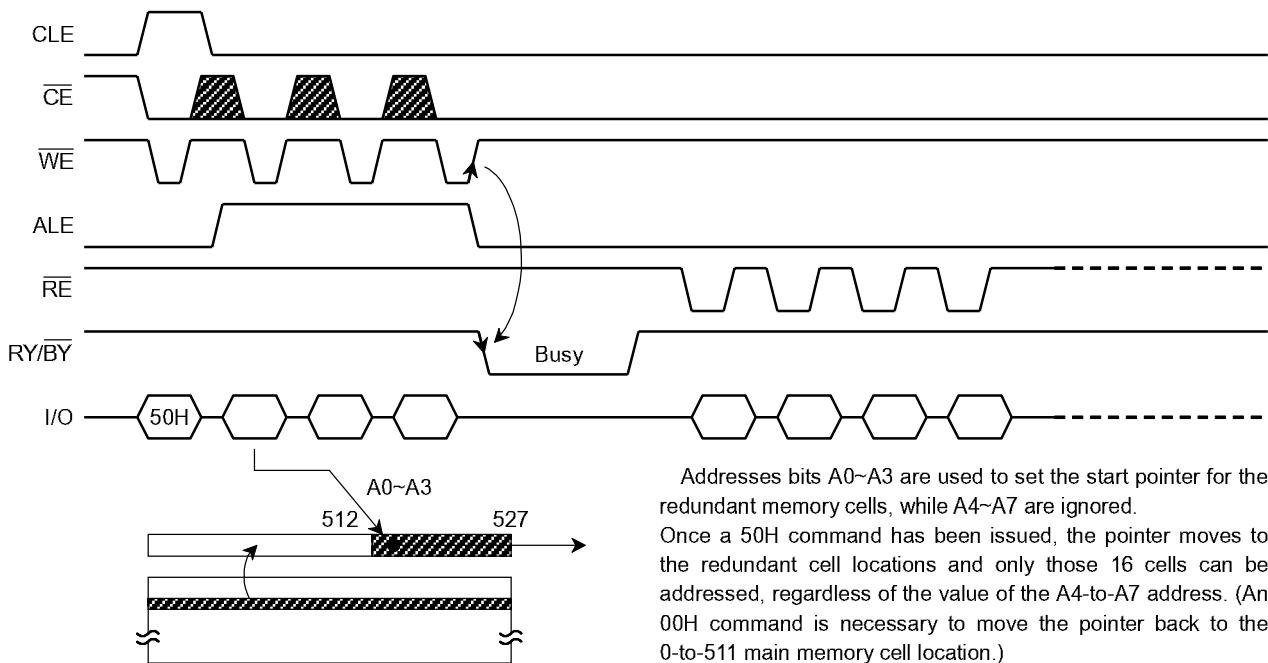 CLE
CE
WE
ALE
RE
RY/BY
Busy
I/O
50H
A0~A3
512
527
Addresses bits A0~A3 are used to set the start pointer for the
redundant memory cells, while A4~A7 are ignored.
Once a 50H command has been issued, the pointer moves to
the redundant cell locations and only those 16 cells can be
addressed, regardless of the value of the A4-to-A7 address. (An
00H command is necessary to move the pointer back to the
0-to-511 main memory cell location.)